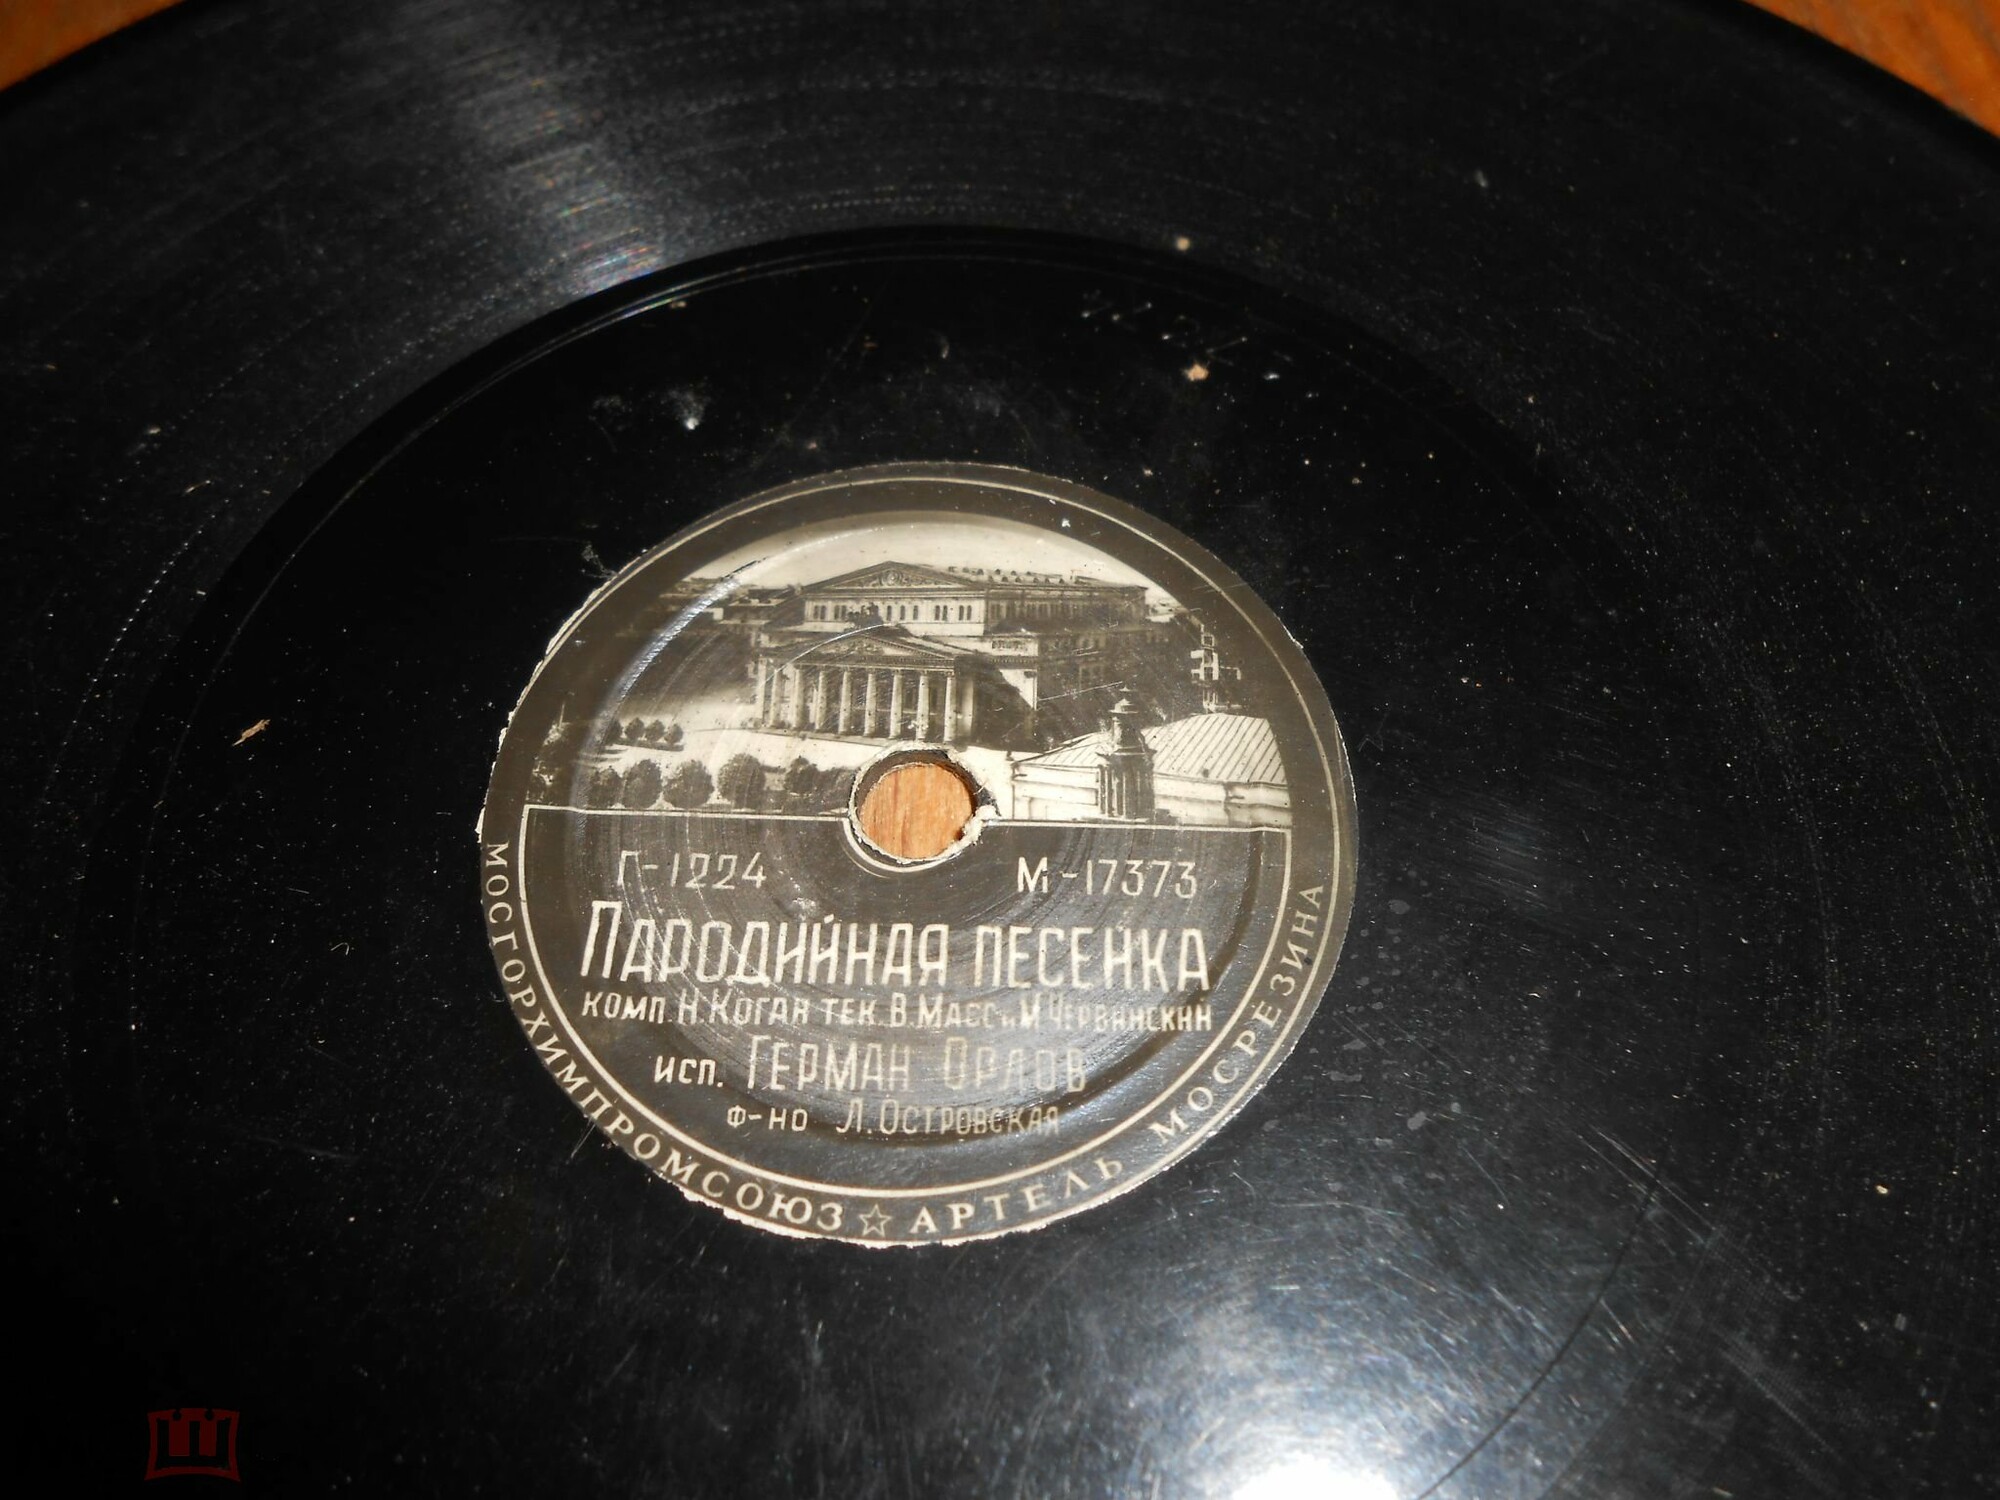 Г-1224 М-17373
Пародийная песенка
комп. Н. Коган тек. В. Масс и М. Червинский
исп. Герман Орлов
ф-но Л. Островская
МОСГОРХИМПРОМСОЮЗ ☆ АРТЕЛЬ МОСРЕЗИНА